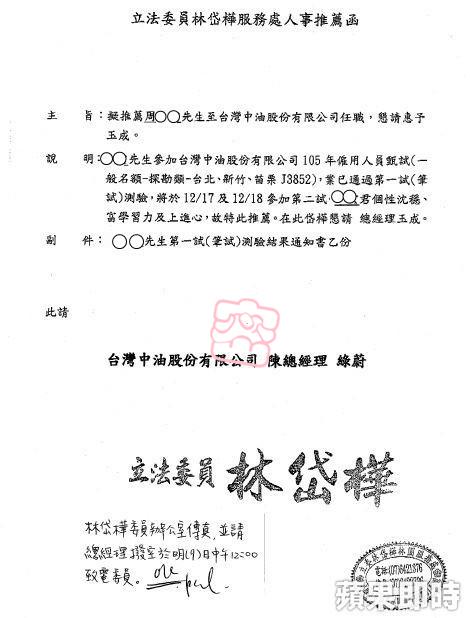 立法委員林岱樺服務處人事推薦函
主　旨：擬推薦周○○先生至台灣中油股份有限公司任職，懇請惠予
玉成。
說　明：○○先生參加台灣中油股份有限公司105年僱用人員甄試(一
般名額-探勘類-台北、新竹、苗栗J3852)，業已通過第一試(筆
試)測驗，將於12/17及12/18參加第二試。○○君個性沈穩、
富學習力及上進心，故特此推薦。在此岱樺懇請 總經理玉成。
副　件：○○先生第一試(筆試)測驗結果通知書乙份
此請
台灣中油股份有限公司 陳總經理 綠蔚
立法委員 林岱樺
林岱樺委員辦公室傳真，並請
總經理撥空於明(9)日中午12:00
致電委員。
蘋果即時